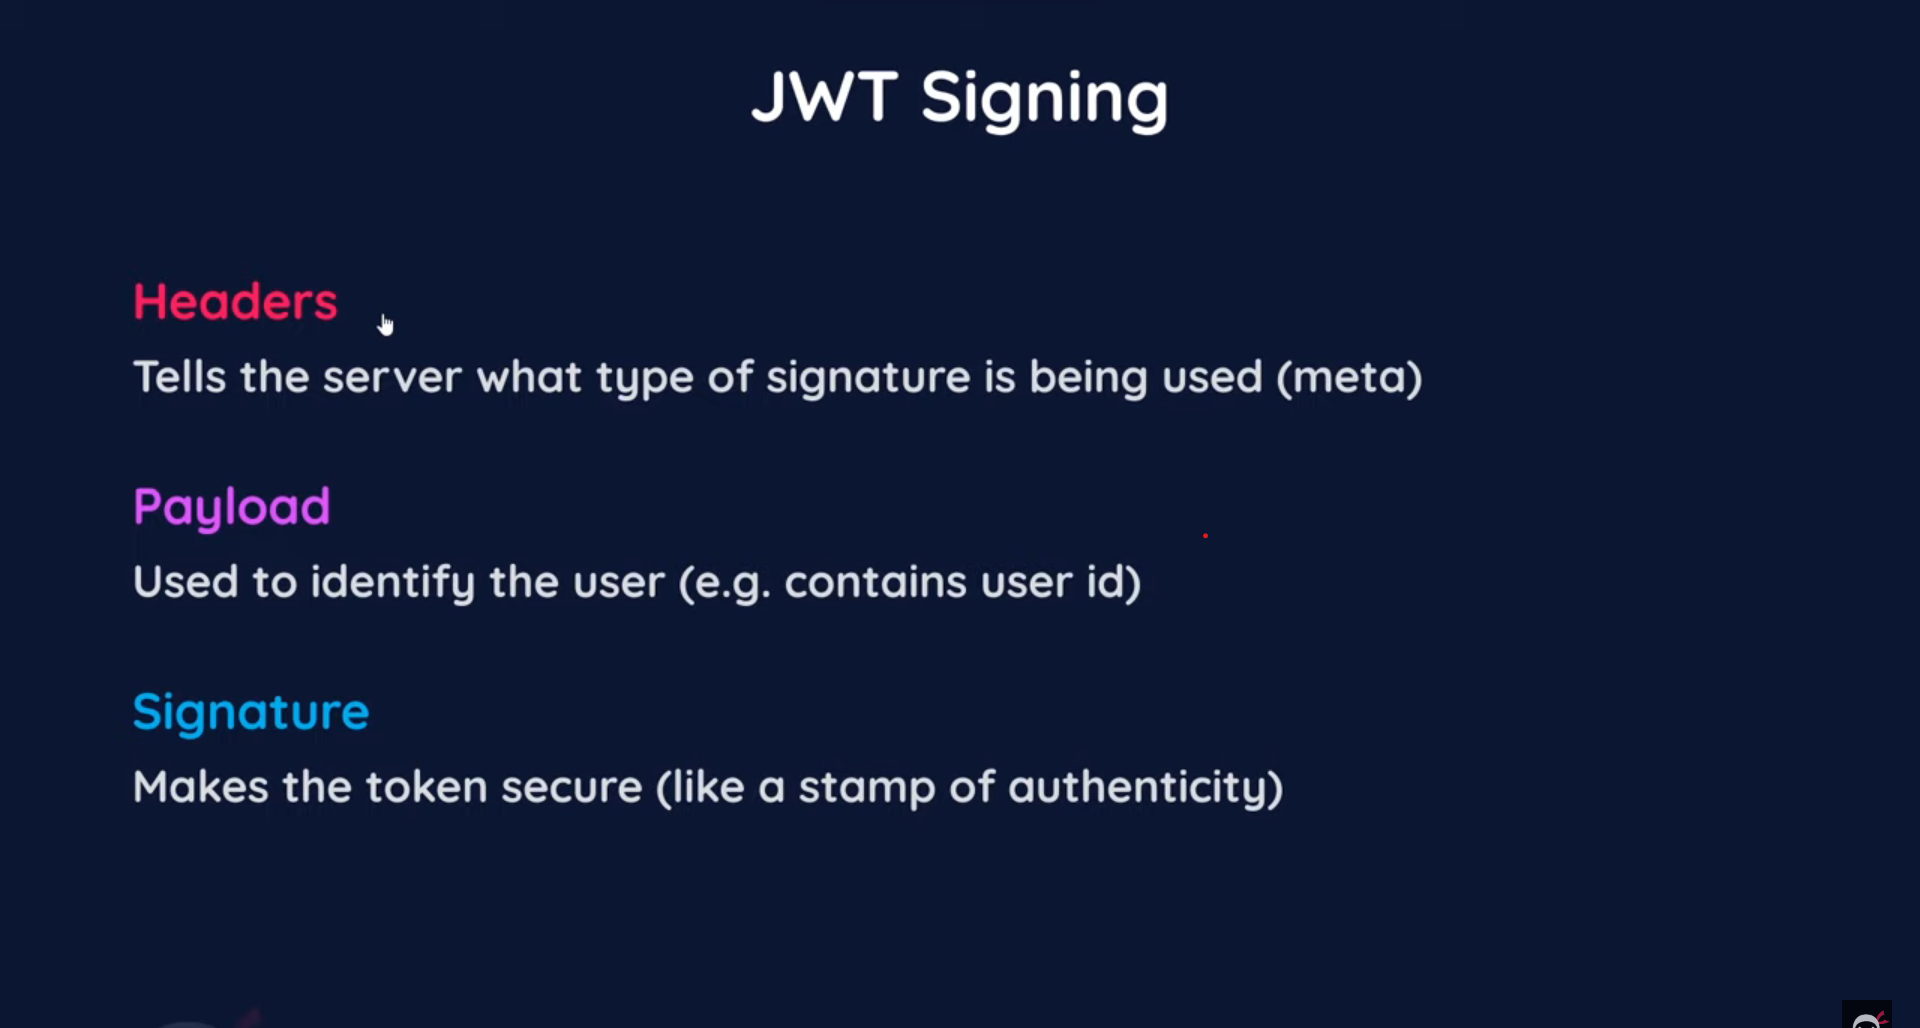 JWT Signing
Headers
Tells the server what type of signature is being used (meta)
Payload
Used to identify the user (e.g. contains user id)
Signature
Makes the token secure (like a stamp of authenticity)